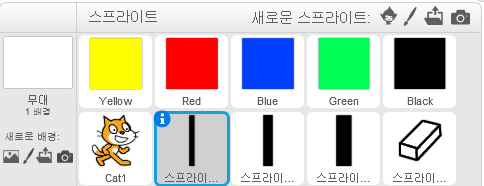 스프라이트 새로운 스프라이트:
Yellow Red Blue Green Black
무대
1 배경
새로운 배경:
Cat1 스프라이... 스프라이... 스프라이... 스프라이...